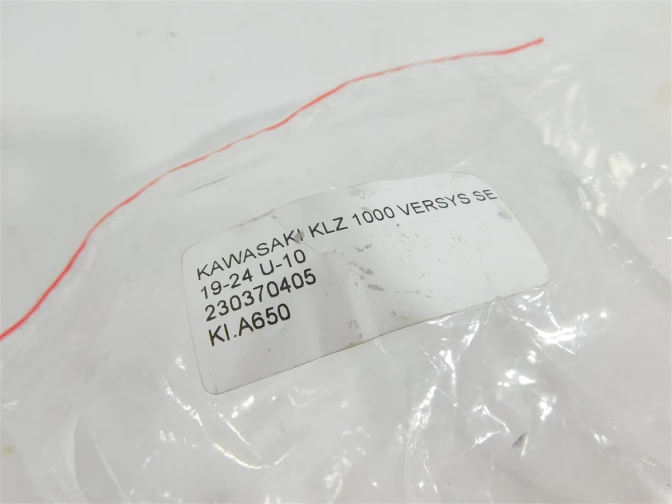 KAWASAKI KLZ 1000 VERSYS SE
19-24 U-10
230370405
KI.A650